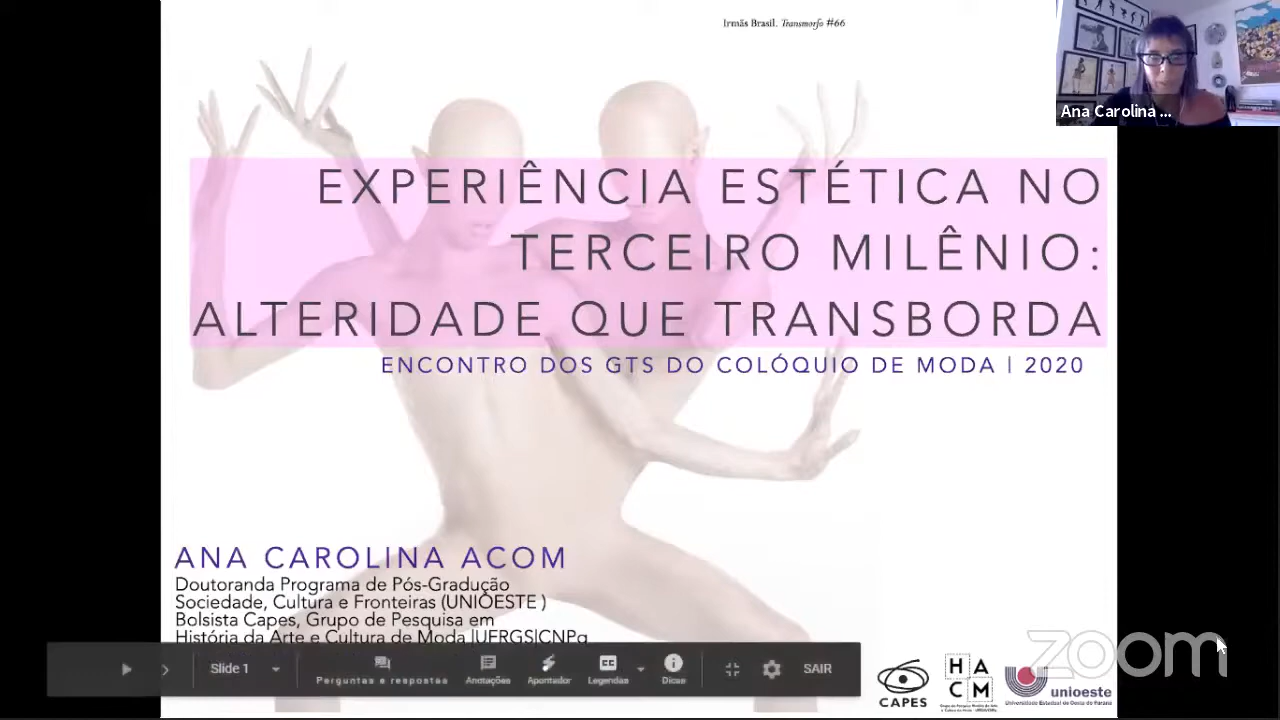 Irmãs Brasil. Transmorfo #66
Ana Carolina ...
EXPERIÊNCIA ESTÉTICA NO
TERCEIRO MILÊNIO:
ALTERIDADE QUE TRANSBORDA
ENCONTRO DOS GTS DO COLÓQUIO DE MODA | 2020
ANA CAROLINA ACOM
Doutoranda Programa de Pós-Gradução
Sociedade, Cultura e Fronteiras (UNIOESTE )
Bolsista Capes, Grupo de Pesquisa em
História da Arte e Cultura de Moda |UFRGS|CNPq
Slide 1
Perguntas e respostas
Anotações
Apontador
CC
Legendas
Dicas
SAIR
CAPES
HA
CM
unioeste
Universidade Estadual do Oeste do Paraná
zoom